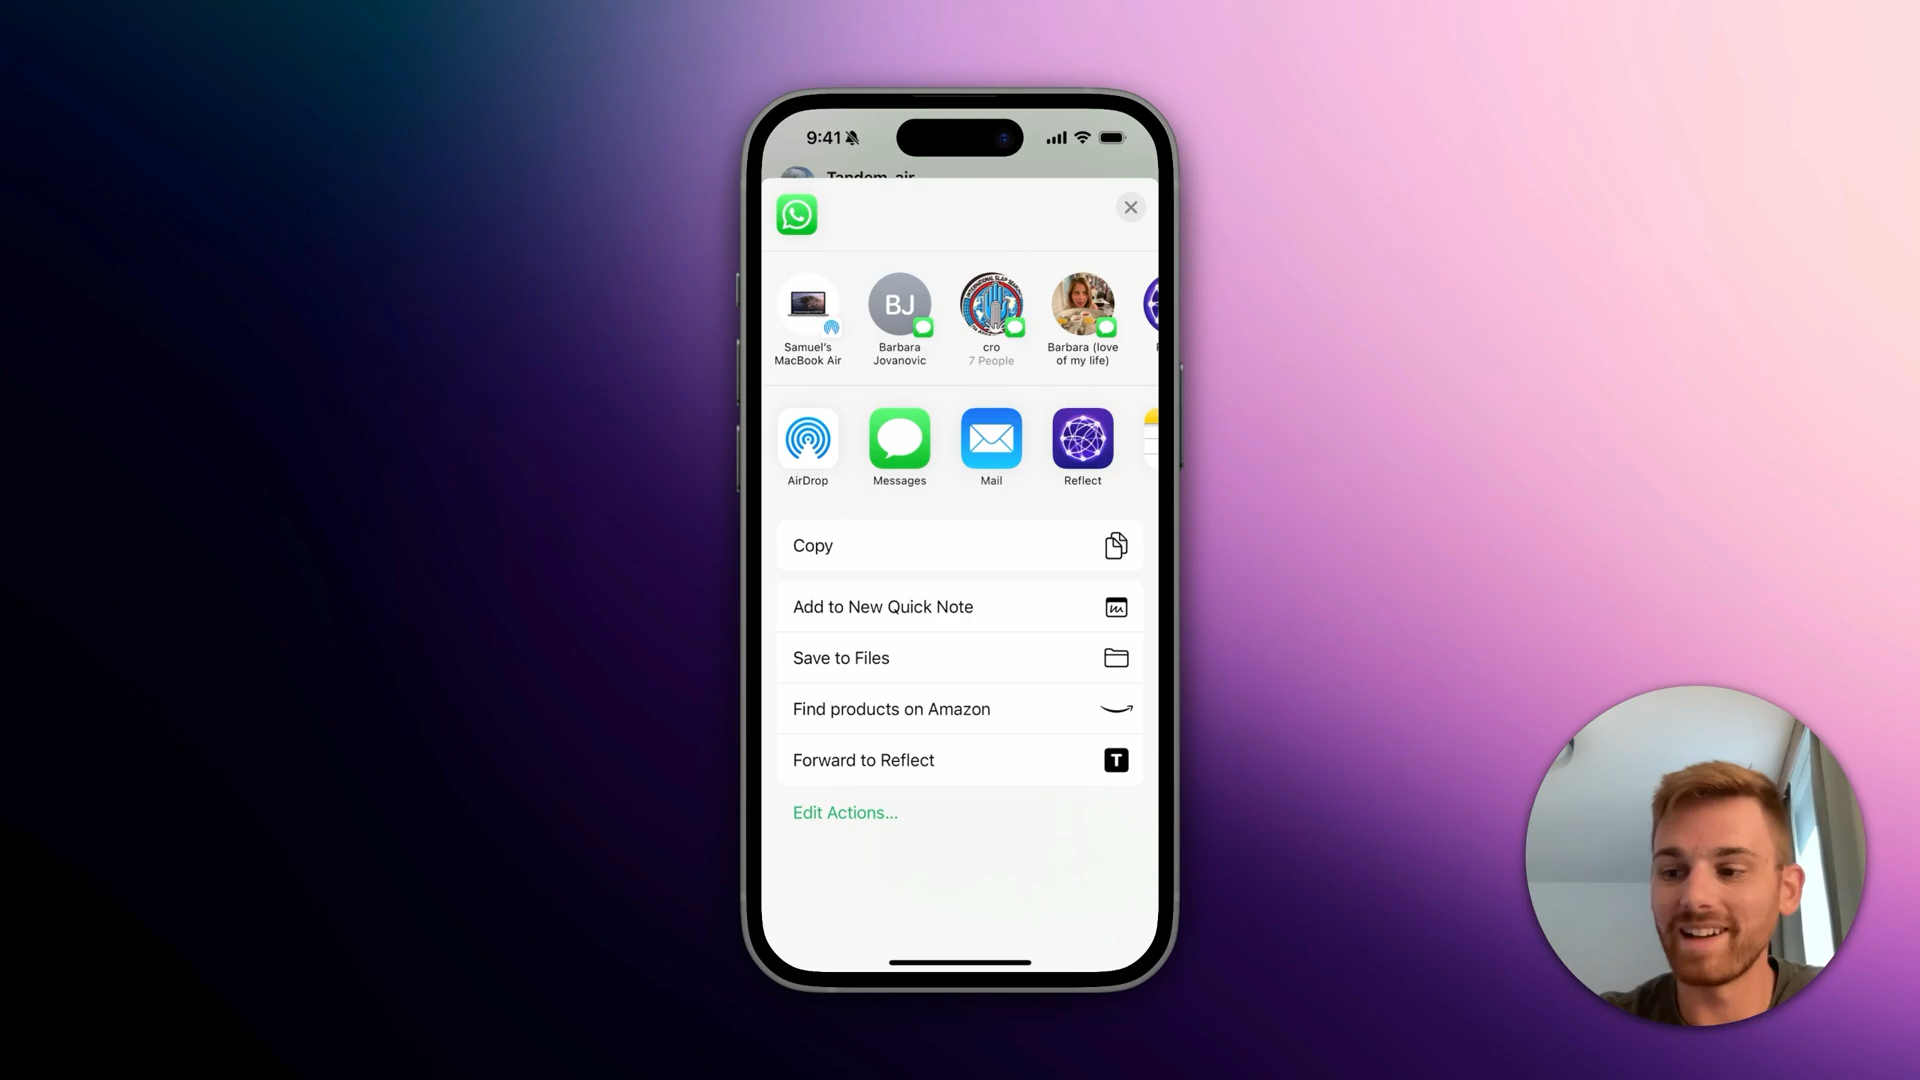 9:41
Tandem_air
Samuel's
MacBook Air
BJ
Barbara
Jovanovic
cro
7 People
Barbara (love
of my life)
AirDrop
Messages
Mail
Reflect
Copy
Add to New Quick Note
Save to Files
Find products on Amazon
Forward to Reflect
T
Edit Actions...